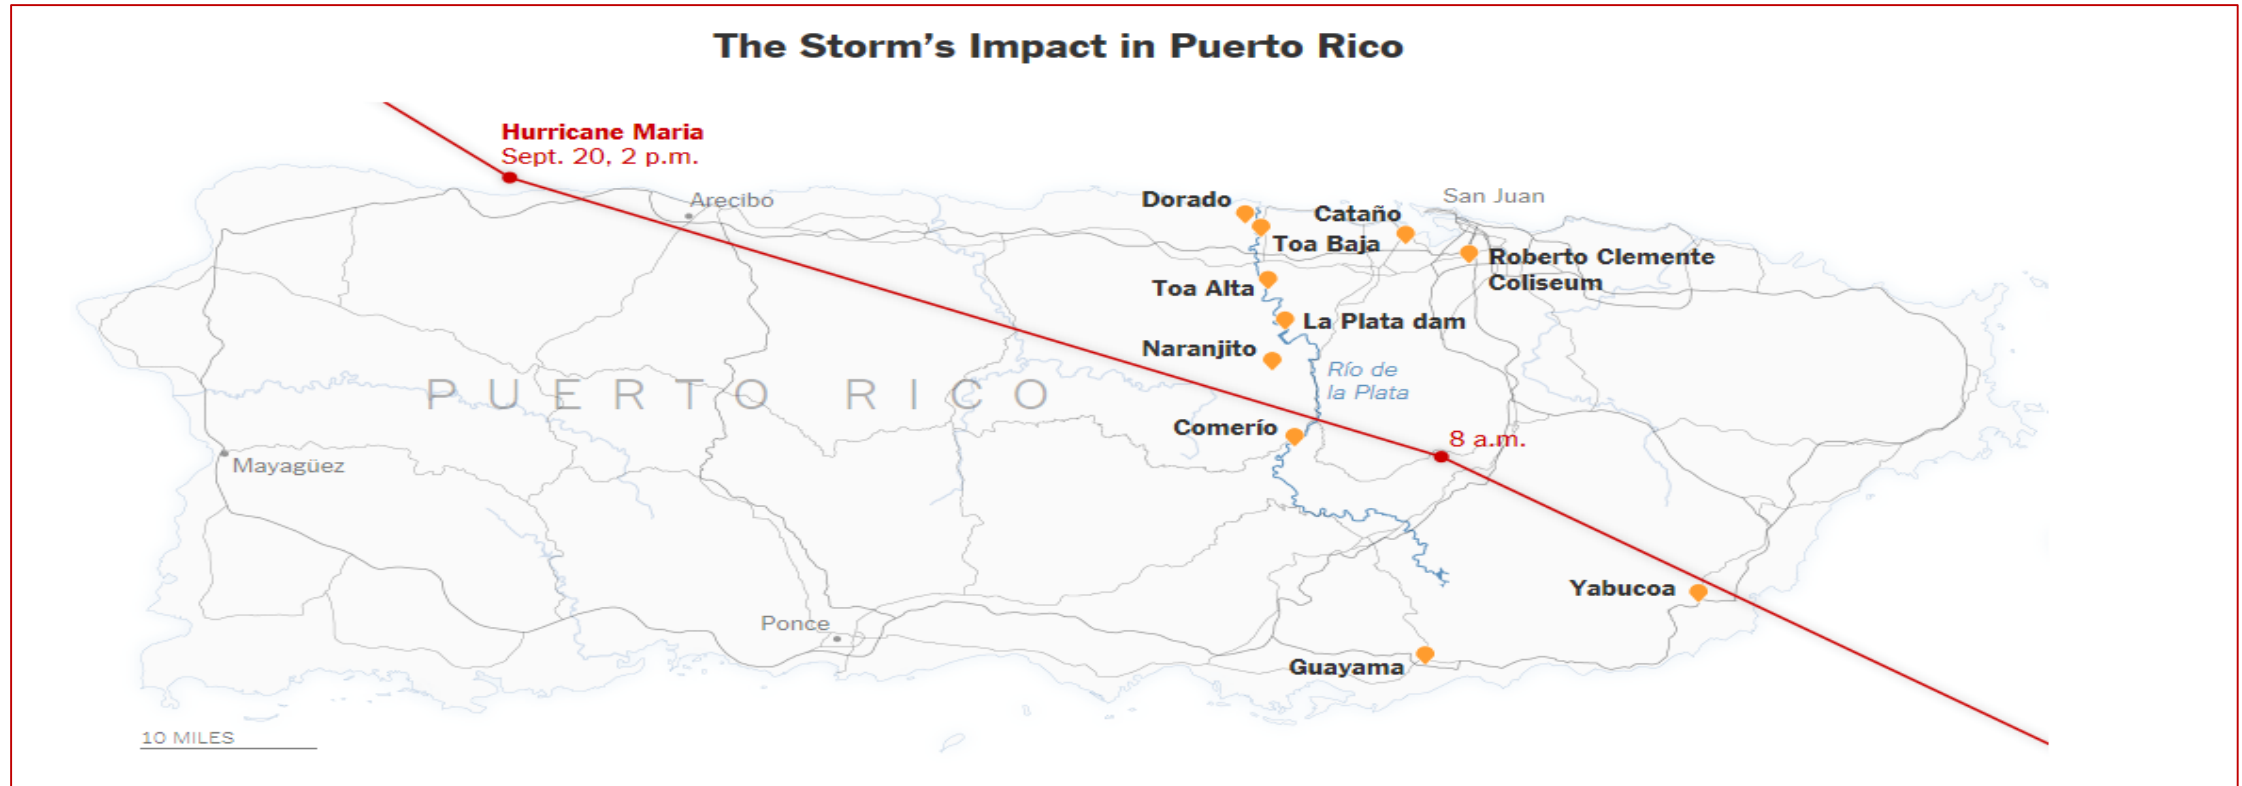 The Storm's Impact in Puerto Rico
Hurricane Maria
Sept. 20, 2 p.m.
Arecibo
Dorado
San Juan
Cataño
Toa Baja
Roberto Clemente
Coliseum
Toa Alta
La Plata dam
Naranjito
Río de
la Plata
PUERTO RICO
Comerío
8 a.m.
Mayagüez
Yabucoa
Ponce
Guayama
10 MILES